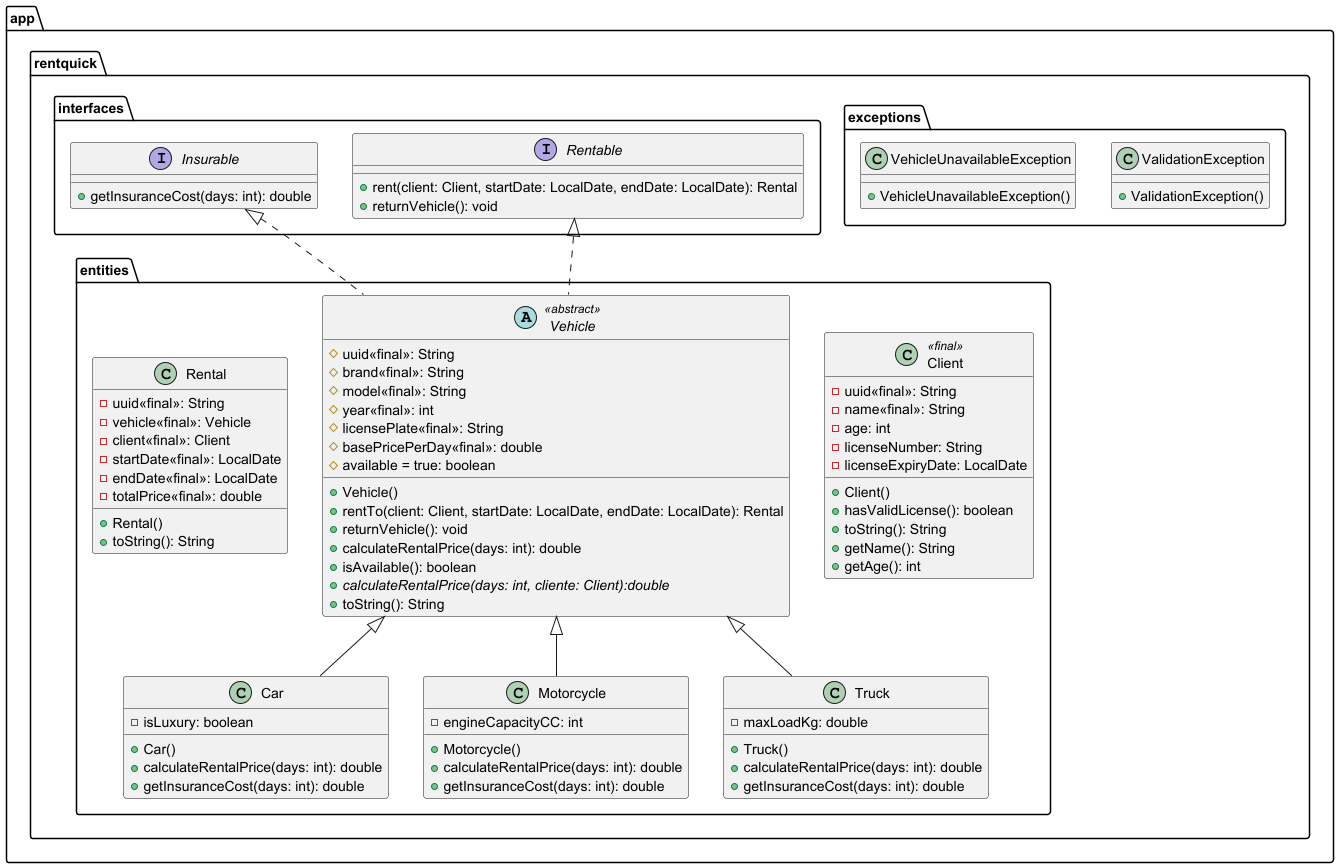 app
rentquick
interfaces
I Insurable
getInsuranceCost(days: int): double
I Rentable
rent(client: Client, startDate: LocalDate, endDate: LocalDate): Rental
returnVehicle(): void
exceptions
C VehicleUnavailableException
VehicleUnavailableException()
C ValidationException
ValidationException()
entities
C Rental
uuid«final»: String
vehicle«final»: Vehicle
client«final»: Client
startDate«final»: LocalDate
endDate«final»: LocalDate
totalPrice«final»: double
Rental()
toString(): String
«abstract»
A Vehicle
uuid«final»: String
brand«final»: String
model«final»: String
year«final»: int
licensePlate«final»: String
basePricePerDay«final»: double
available = true: boolean
Vehicle()
rentTo(client: Client, startDate: LocalDate, endDate: LocalDate): Rental
returnVehicle(): void
calculateRentalPrice(days: int): double
isAvailable(): boolean
calculateRentalPrice(days: int, cliente: Client):double
toString(): String
«final»
C Client
uuid«final»: String
name«final»: String
age: int
licenseNumber: String
licenseExpiryDate: LocalDate
Client()
hasValidLicense(): boolean
toString(): String
getName(): String
getAge(): int
C Car
isLuxury: boolean
Car()
calculateRentalPrice(days: int): double
getInsuranceCost(days: int): double
C Motorcycle
engineCapacityCC: int
Motorcycle()
calculateRentalPrice(days: int): double
getInsuranceCost(days: int): double
C Truck
maxLoadKg: double
Truck()
calculateRentalPrice(days: int): double
getInsuranceCost(days: int): double